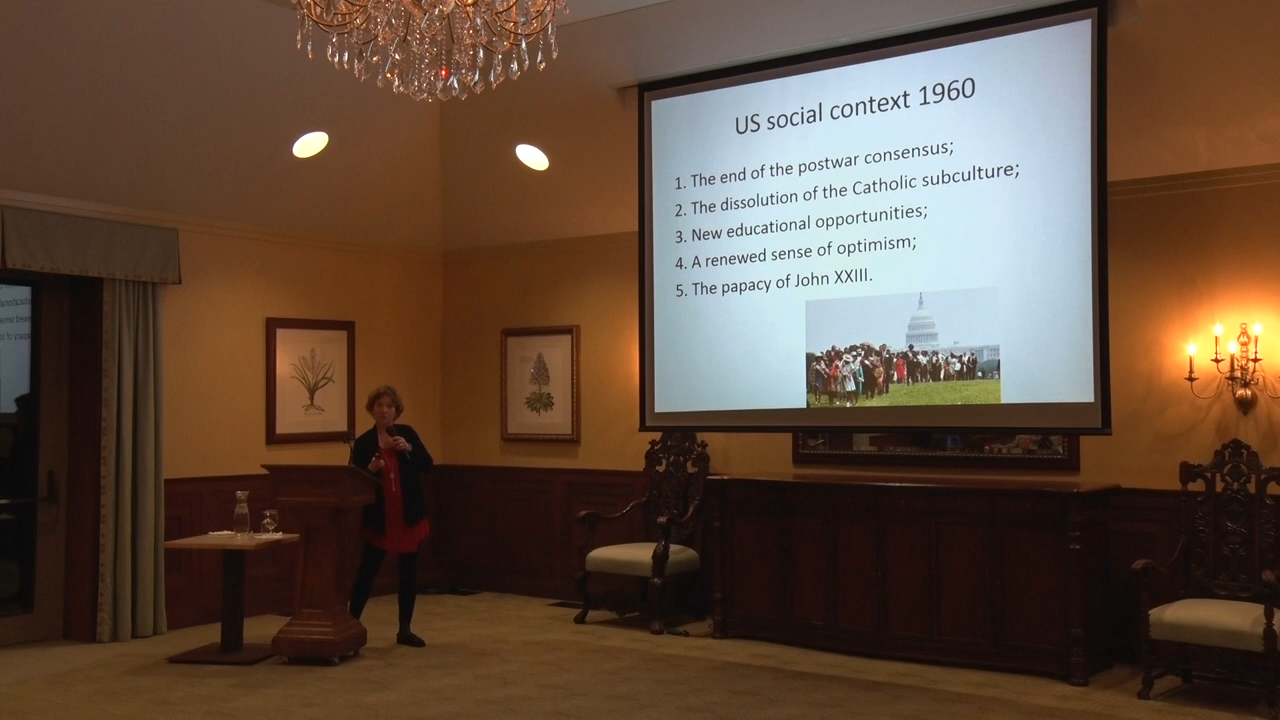 US social context 1960
1. The end of the postwar consensus;
2. The dissolution of the Catholic subculture;
3. New educational opportunities;
4. A renewed sense of optimism;
5. The papacy of John XXIII.